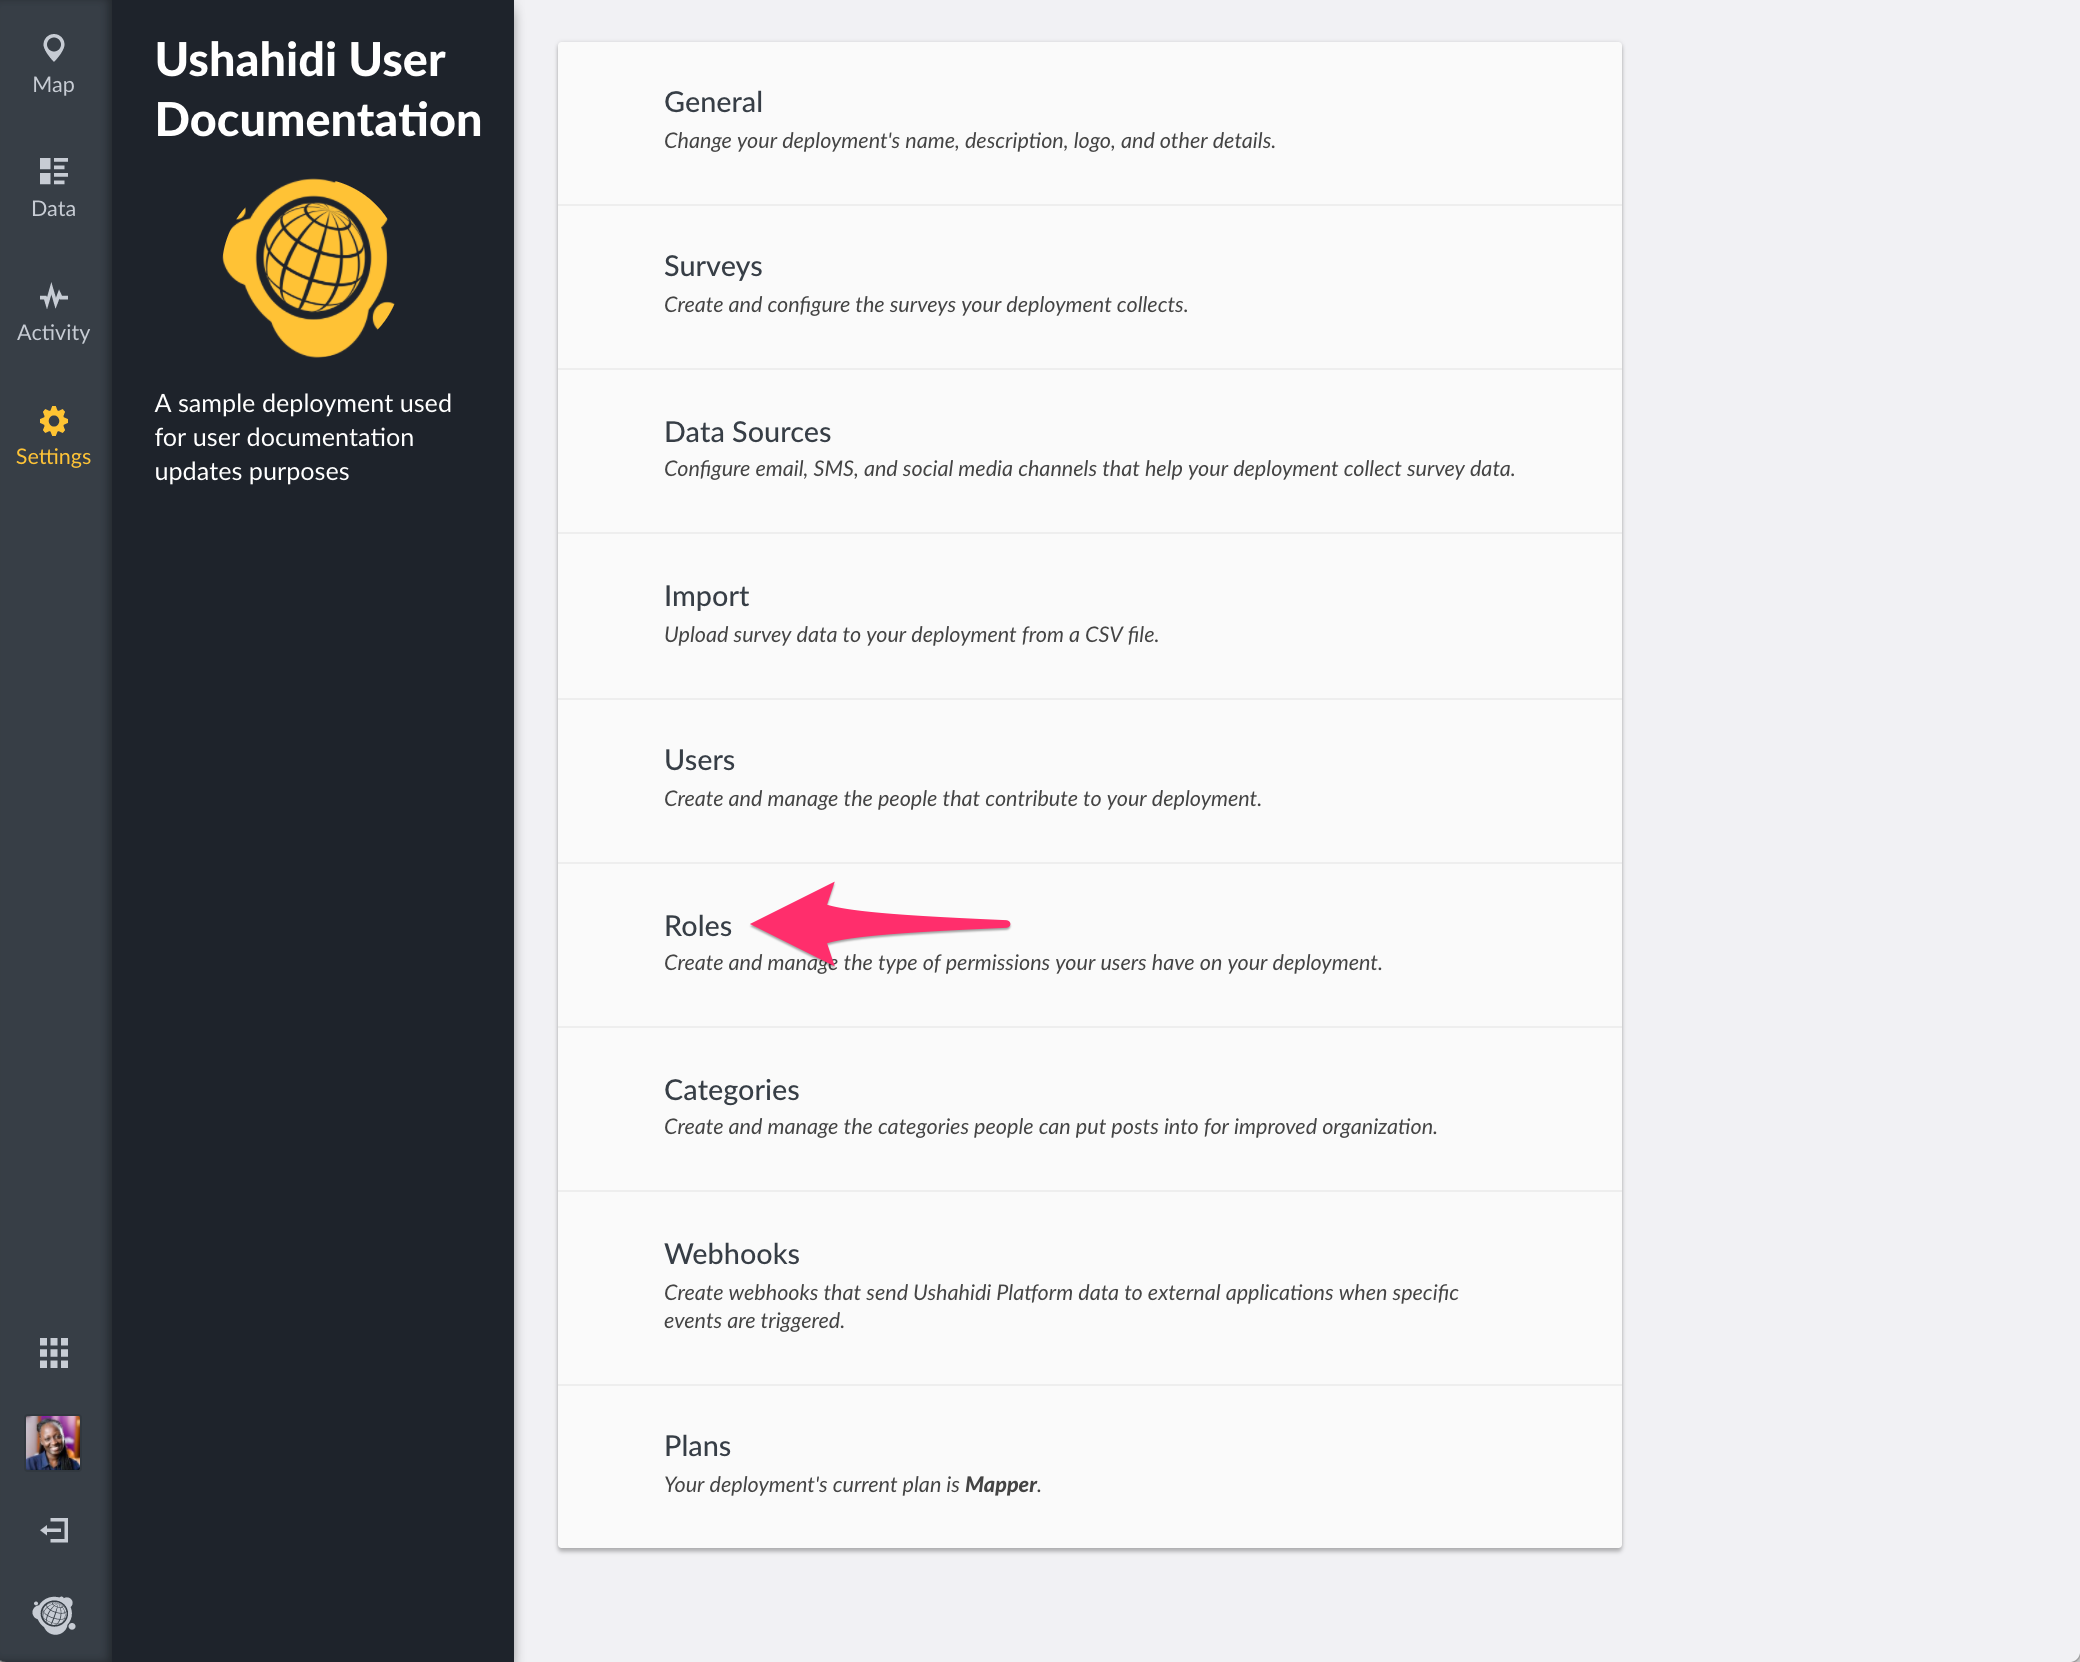 Map
Data
Activity
Settings
Ushahidi User
Documentation
A sample deployment used
for user documentation
updates purposes
General
Change your deployment's name, description, logo, and other details.
Surveys
Create and configure the surveys your deployment collects.
Data Sources
Configure email, SMS, and social media channels that help your deployment collect survey data.
Import
Upload survey data to your deployment from a CSV file.
Users
Create and manage the people that contribute to your deployment.
Roles
Create and manage the type of permissions your users have on your deployment.
Categories
Create and manage the categories people can put posts into for improved organization.
Webhooks
Create webhooks that send Ushahidi Platform data to external applications when specific
events are triggered.
Plans
Your deployment's current plan is Mapper.